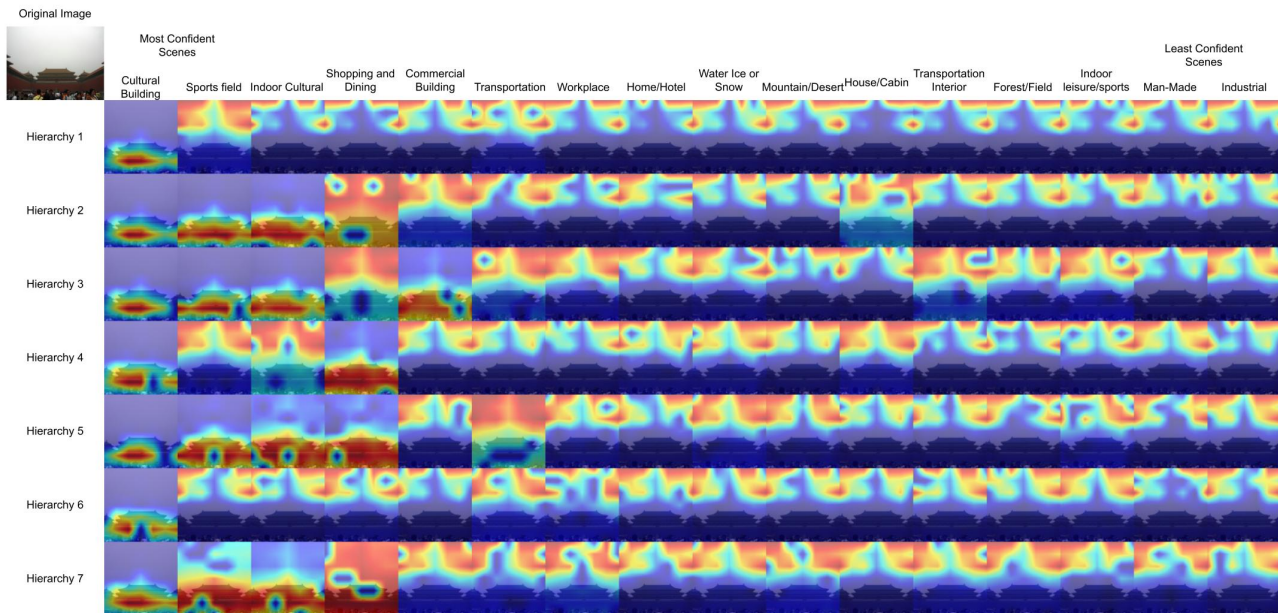 Original Image
Most Confident
Scenes
Least Confident
Scenes
Cultural
Building
Sports field
Indoor Cultural
Shopping and
Dining
Commercial
Building
Transportation
Workplace
Home/Hotel
Water Ice or
Snow
Mountain/Desert
House/Cabin
Transportation
Interior
Forest/Field
Indoor
leisure/sports
Man-Made
Industrial
Hierarchy 1
Hierarchy 2
Hierarchy 3
Hierarchy 4
Hierarchy 5
Hierarchy 6
Hierarchy 7